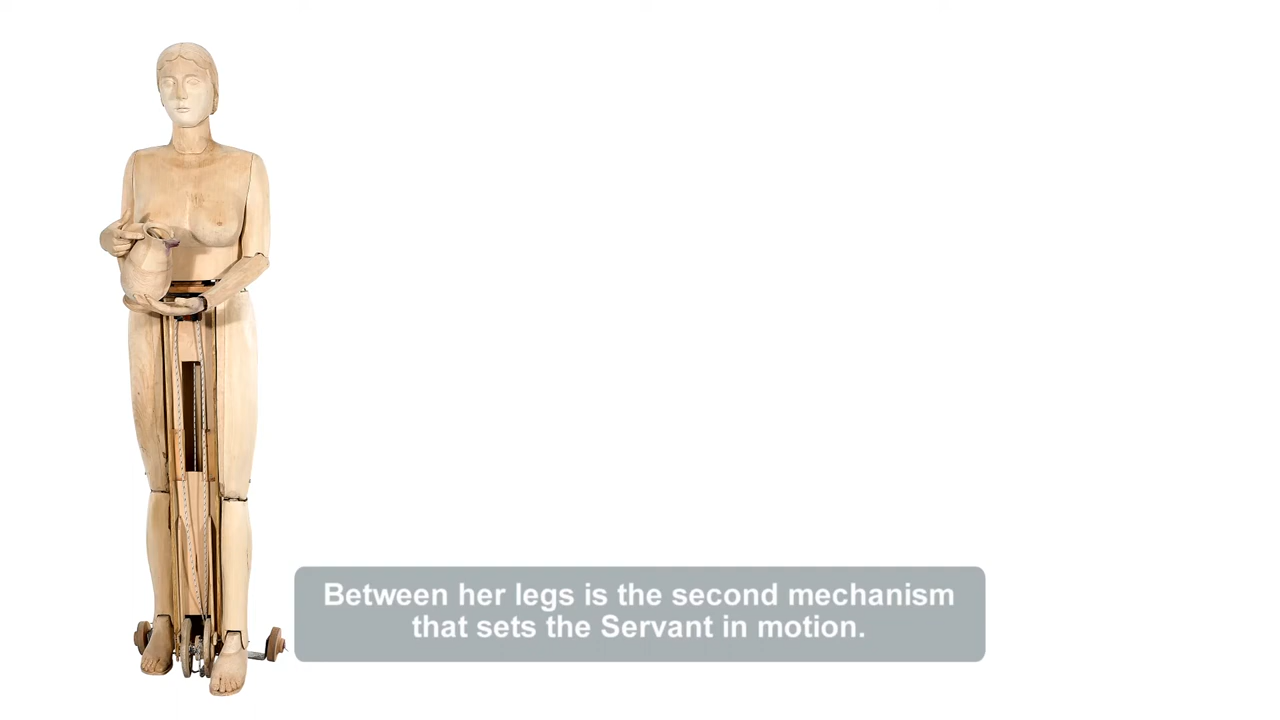 Between her legs is the second mechanism
that sets the Servant in motion.